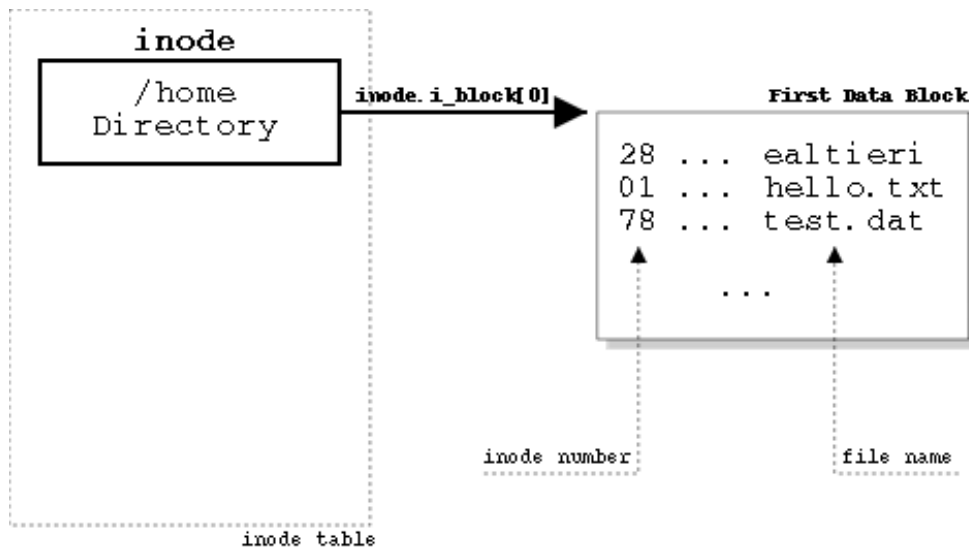 inode
/home
Directory
inode.i_block[0]
First Data Block
28 ... ealtieri
01 ... hello.txt
78 ... test.dat
...
inode number
file name
inode table